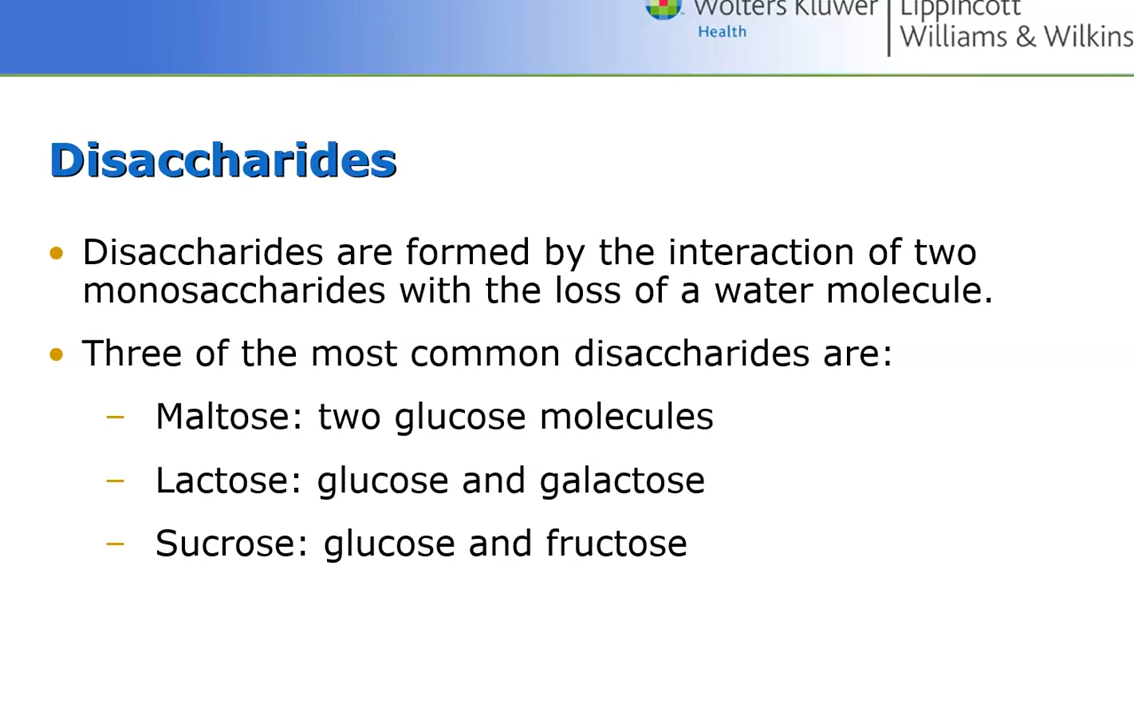 Wolters Kluwer
Health
Lippincott
Williams & Wilkins
Disaccharides
• Disaccharides are formed by the interaction of two
monosaccharides with the loss of a water molecule.
• Three of the most common disaccharides are:
– Maltose: two glucose molecules
– Lactose: glucose and galactose
– Sucrose: glucose and fructose